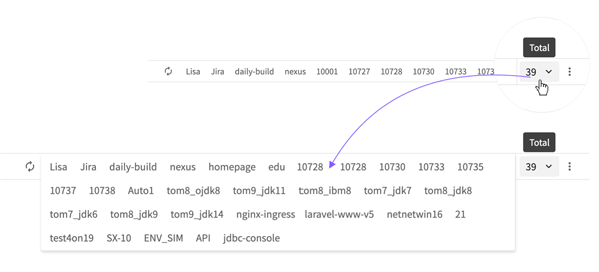 Total
Lisa Jira daily-build nexus 10001 10727 10728 10730 10733 1073 39
Total
Lisa Jira daily-build nexus homepage edu 10728 10728 10730 10733 10735 39
10737 10738 Auto1 tom8_ojdk8 tom9_jdk11 tom8_ibm8 tom7_jdk7 tom8_jdk8
tom7_jdk6 tom8_jdk9 tom9_jdk14 nginx-ingress laravel-www-v5 netnetwin16 21
test4on19 SX-10 ENV_SIM API jdbc-console